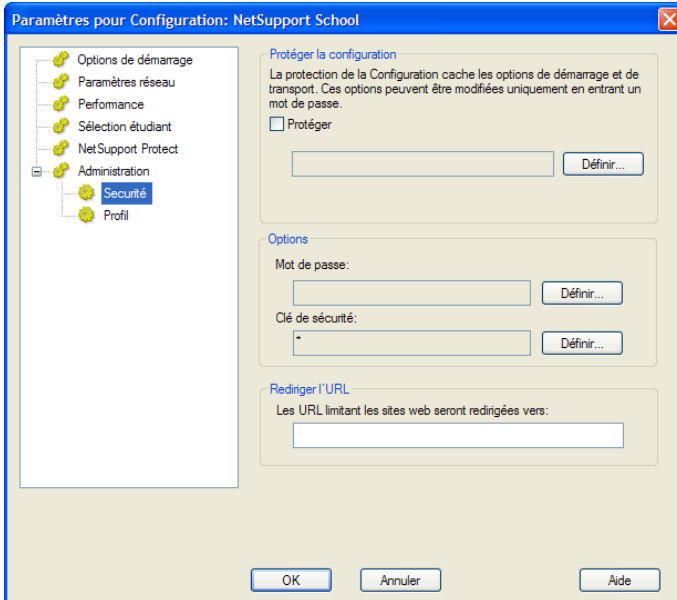 Paramètres pour Configuration: NetSupport School
Options de démarrage
Paramètres réseau
Performance
Sélection étudiant
NetSupport Protect
Administration
Securité
Profil
Protéger la configuration
La protection de la Configuration cache les options de démarrage et de
transport. Ces options peuvent être modifiées uniquement en entrant un
mot de passe.
Protéger
Définir...
Options
Mot de passe:
Définir...
Clé de sécurité:
*
Définir...
Rediriger l'URL
Les URL limitant les sites web seront redirigées vers:
OK
Annuler
Aide